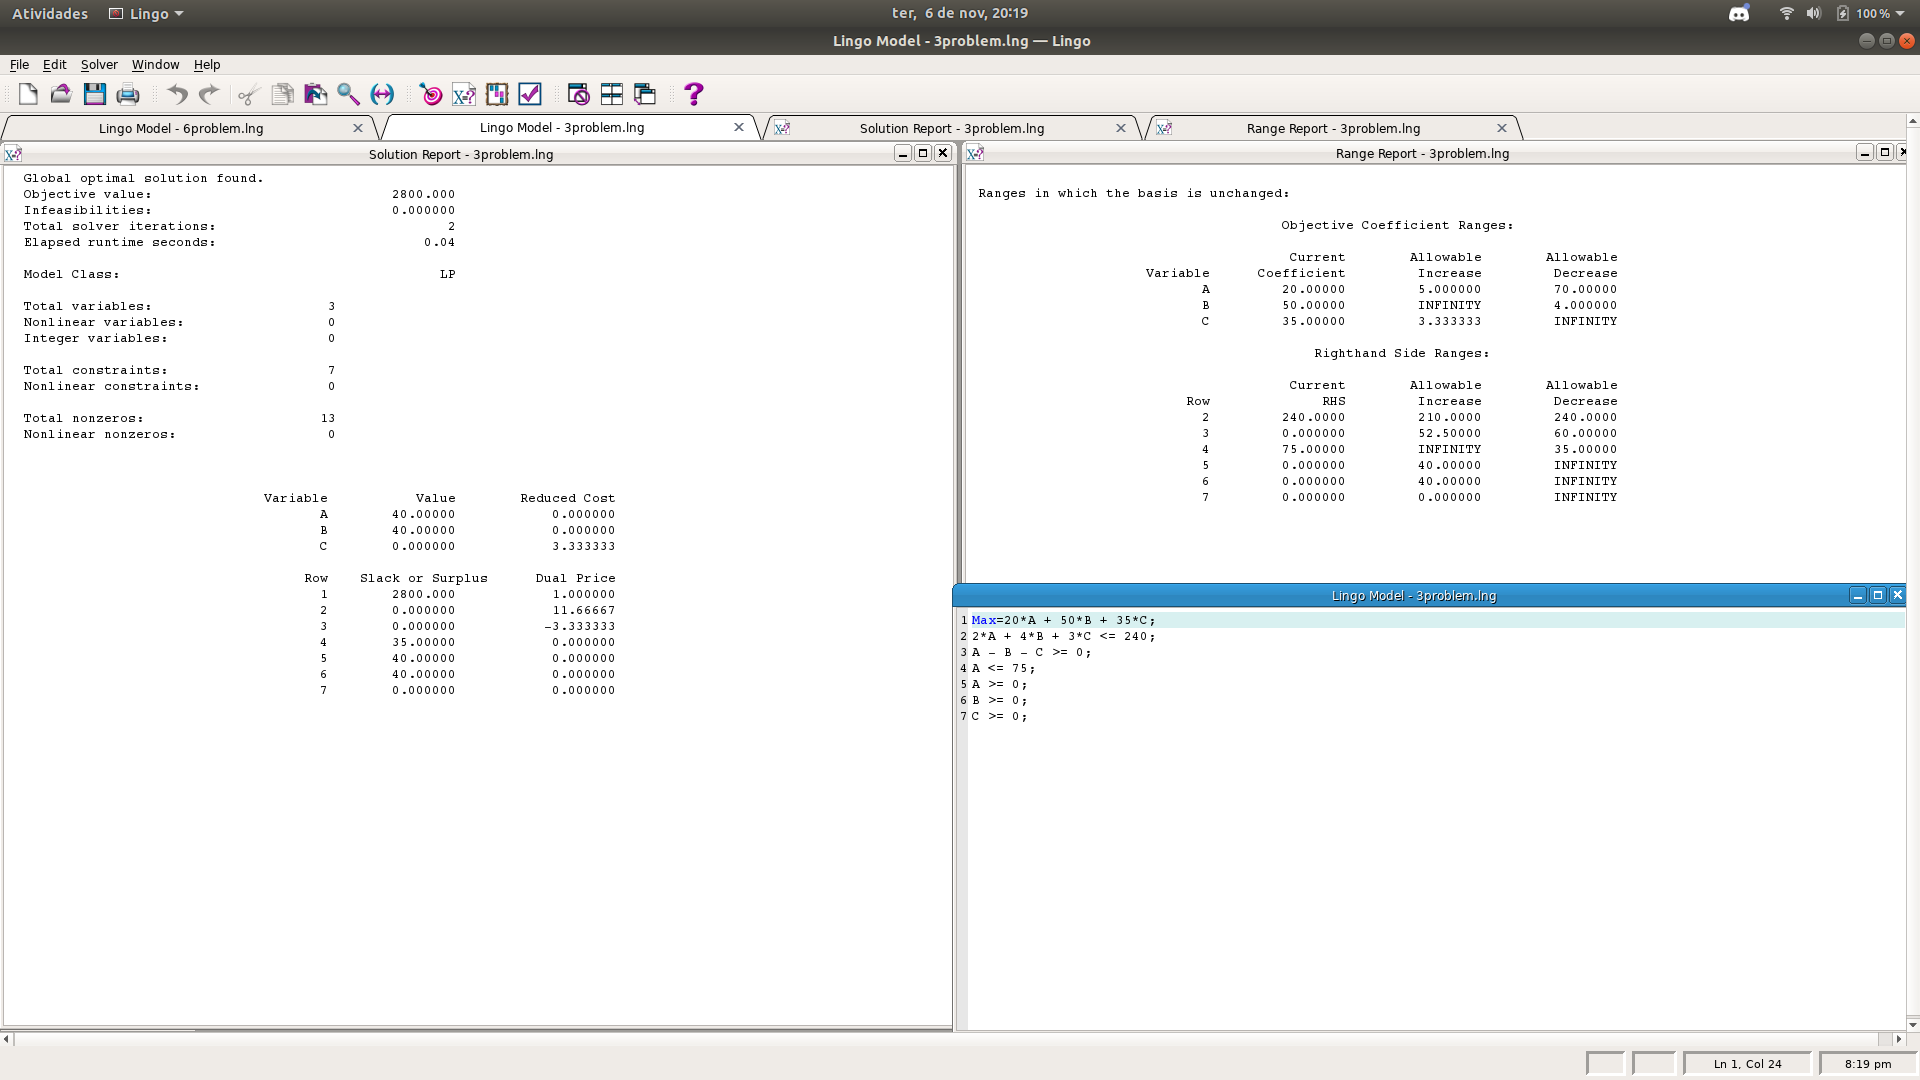 Atividades Lingo ter, 6 de nov, 20:19 100 %
Lingo Model - 3problem.lng — Lingo
File Edit Solver Window Help
Lingo Model - 6problem.lng Lingo Model - 3problem.lng Solution Report - 3problem.lng Range Report - 3problem.lng
Solution Report - 3problem.lng
Global optimal solution found.
Objective value: 2800.000
Infeasibilities: 0.000000
Total solver iterations: 2
Elapsed runtime seconds: 0.04
Model Class: LP
Total variables: 3
Nonlinear variables: 0
Integer variables: 0
Total constraints: 7
Nonlinear constraints: 0
Total nonzeros: 13
Nonlinear nonzeros: 0
Variable Value Reduced Cost
A 40.00000 0.000000
B 40.00000 0.000000
C 0.000000 3.333333
Row Slack or Surplus Dual Price
1 2800.000 1.000000
2 0.000000 11.66667
3 0.000000 -3.333333
4 35.00000 0.000000
5 40.00000 0.000000
6 40.00000 0.000000
7 0.000000 0.000000
Range Report - 3problem.lng
Ranges in which the basis is unchanged:
Objective Coefficient Ranges:
Current Allowable Allowable
Variable Coefficient Increase Decrease
A 20.00000 5.000000 70.00000
B 50.00000 INFINITY 4.000000
C 35.00000 3.333333 INFINITY
Righthand Side Ranges:
Current Allowable Allowable
Row RHS Increase Decrease
2 240.0000 210.0000 240.0000
3 0.000000 52.50000 60.00000
4 75.00000 INFINITY 35.00000
5 0.000000 40.00000 INFINITY
6 0.000000 40.00000 INFINITY
7 0.000000 0.000000 INFINITY
Lingo Model - 3problem.lng
1 Max=20*A + 50*B + 35*C;
2 2*A + 4*B + 3*C <= 240;
3 A - B - C >= 0;
4 A <= 75;
5 A >= 0;
6 B >= 0;
7 C >= 0;
Ln 1, Col 24 8:19 pm